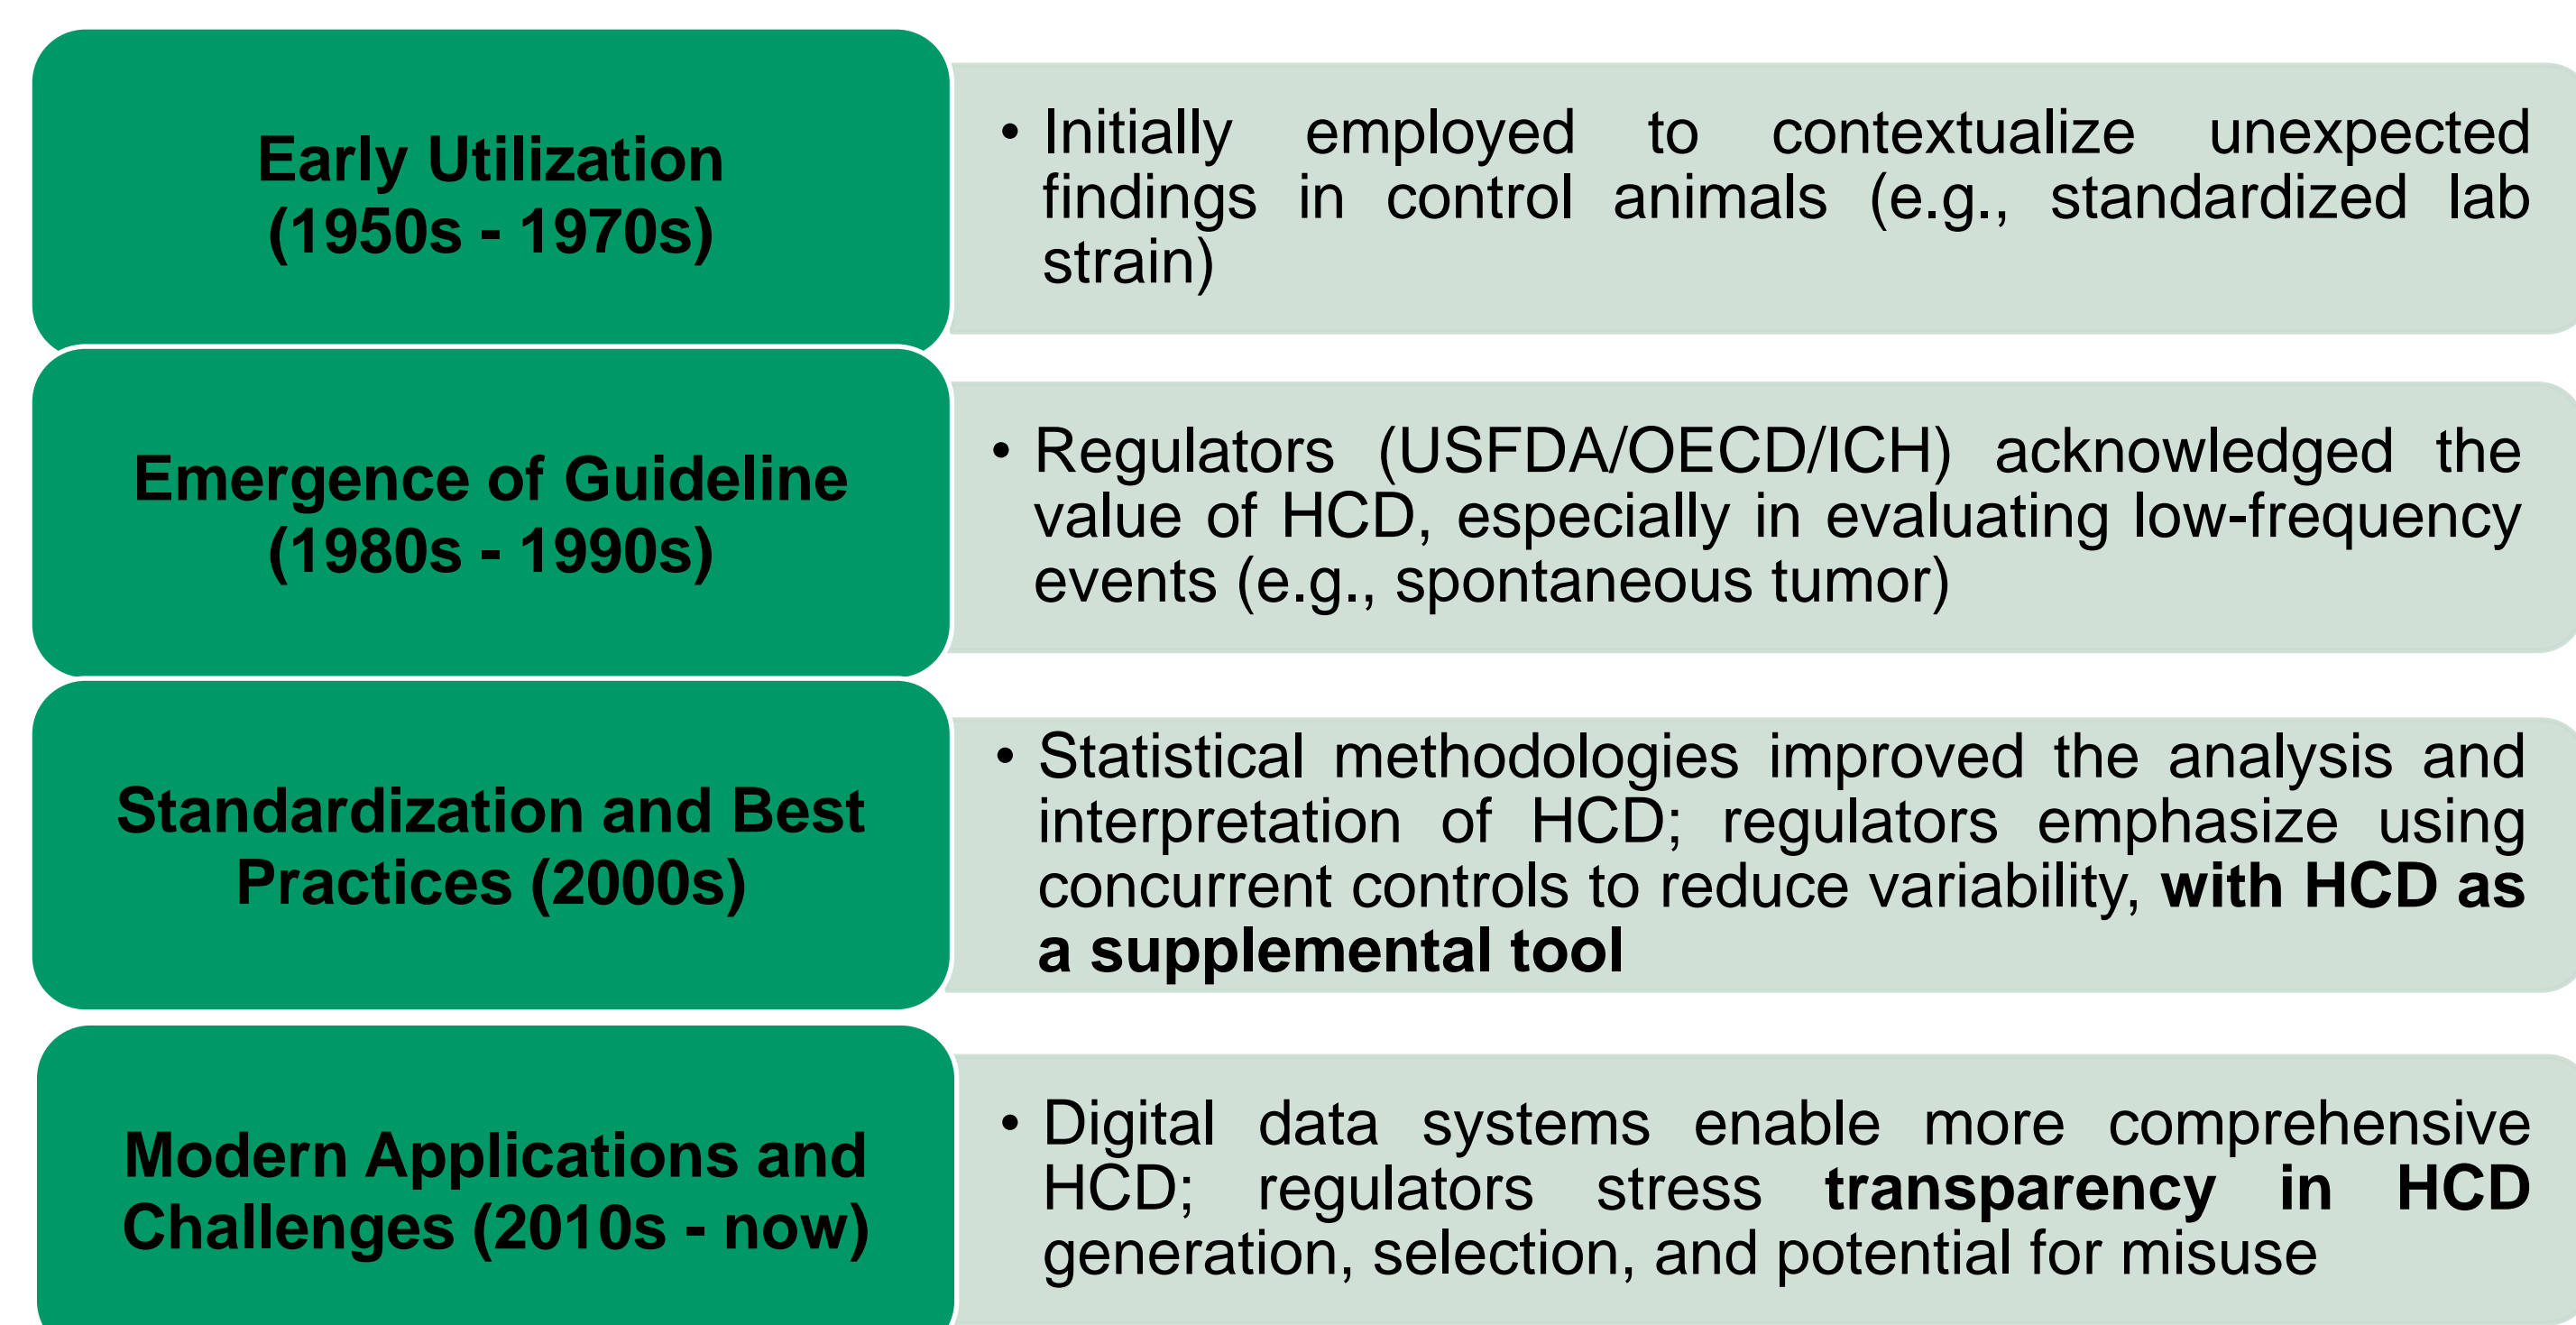 Early Utilization
(1950s - 1970s)
• Initially employed to contextualize unexpected
findings in control animals (e.g., standardized lab
strain)
Emergence of Guideline
(1980s - 1990s)
• Regulators (USFDA/OECD/ICH) acknowledged the
value of HCD, especially in evaluating low-frequency
events (e.g., spontaneous tumor)
Standardization and Best
Practices (2000s)
• Statistical methodologies improved the analysis and
interpretation of HCD; regulators emphasize using
concurrent controls to reduce variability, with HCD as
a supplemental tool
Modern Applications and
Challenges (2010s - now)
• Digital data systems enable more comprehensive
HCD; regulators stress transparency in HCD
generation, selection, and potential for misuse